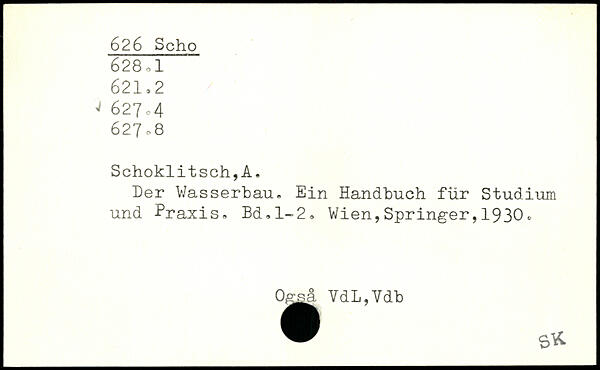 626 Scho
628.1
621.2
✓ 627.4
627.8
Schoklitsch,A.
Der Wasserbau. Ein Handbuch für Studium
und Praxis. Bd.1-2. Wien,Springer,1930.
Også VdL,Vdb
SK